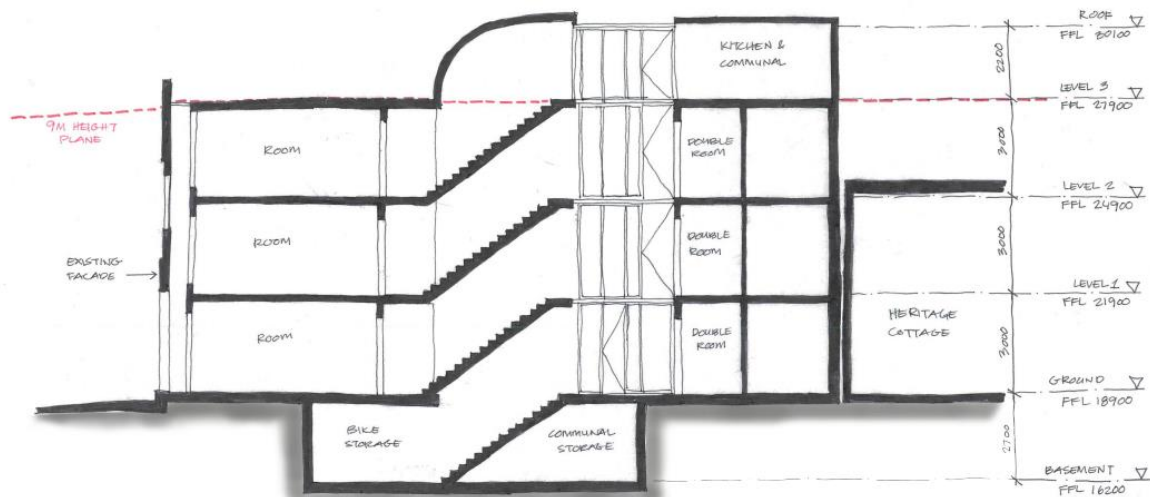 ROOF
FFL 30100
KITCHEN &
COMMUNAL
2200
LEVEL 3
FFL 27900
9M HEIGHT
PLANE
ROOM
DOUBLE
ROOM
3000
LEVEL 2
FFL 24900
ROOM
DOUBLE
ROOM
3000
EXISTING
FACADE
LEVEL 1
FFL 21900
HERITAGE
COTTAGE
ROOM
DOUBLE
ROOM
3000
GROUND
FFL 18900
BIKE
STORAGE
COMMUNAL
STORAGE
2700
BASEMENT
FFL 16200